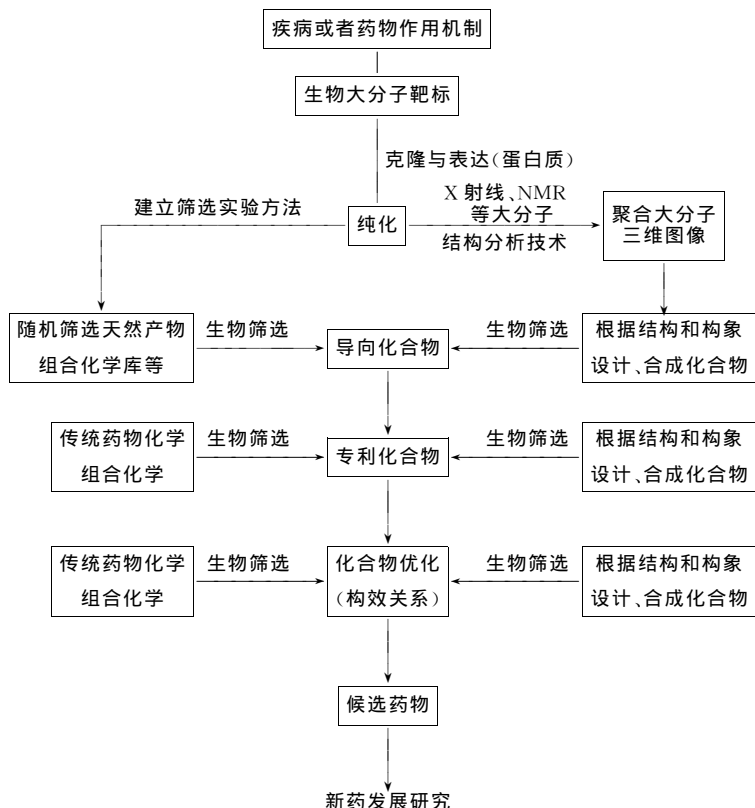 疾病或者药物作用机制
生物大分子靶标
克隆与表达(蛋白质)
建立筛选实验方法
纯化
X 射线、NMR
等大分子
结构分析技术
聚合大分子
三维图像
随机筛选天然产物
组合化学库等
生物筛选
导向化合物
生物筛选
根据结构和构象
设计、合成化合物
传统药物化学
组合化学
生物筛选
专利化合物
生物筛选
根据结构和构象
设计、合成化合物
传统药物化学
组合化学
生物筛选
化合物优化
(构效关系)
生物筛选
根据结构和构象
设计、合成化合物
候选药物
新药发展研究